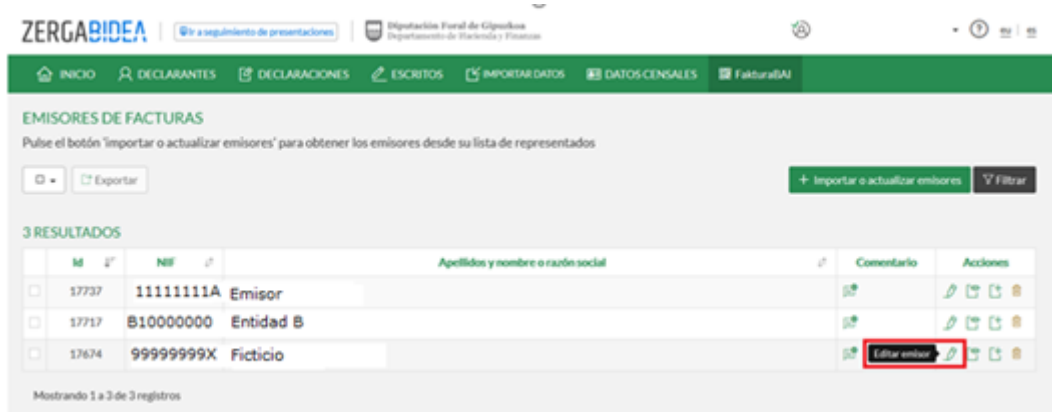 ZERGABIDEA
Ir a seguimiento de presentaciones
Diputación Foral de Gipuzkoa
Departamento de Hacienda y Finanzas
eu | es
INICIO DECLARANTES DECLARACIONES ESCRITOS IMPORTAR DATOS DATOS CENSALES FakturaBAI
EMISORES DE FACTURAS
Pulse el botón 'importar o actualizar emisores' para obtener los emisores desde su lista de representados
Exportar + Importar o actualizar emisores Filtrar
3 RESULTADOS
Id NIF Apellidos y nombre o razón social Comentario Acciones
17737 11111111A Emisor
17717 B10000000 Entidad B
17674 99999999X Ficticio Editar emisor
Mostrando 1 a 3 de 3 registros